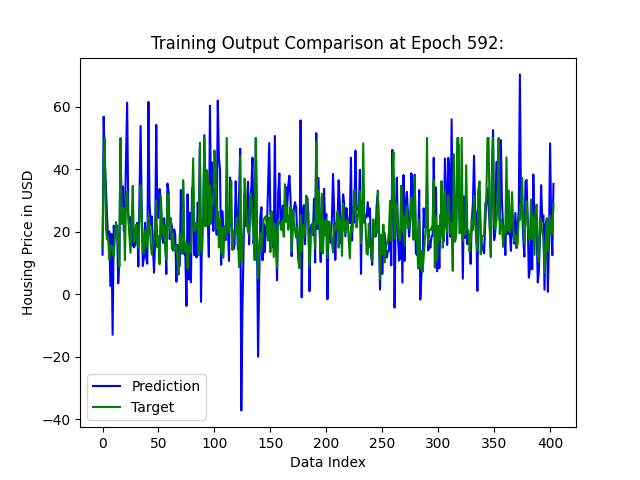 Training Output Comparison at Epoch 592:
Housing Price in USD
60
40
20
0
−20
−40
Prediction
Target
0 50 100 150 200 250 300 350 400
Data Index